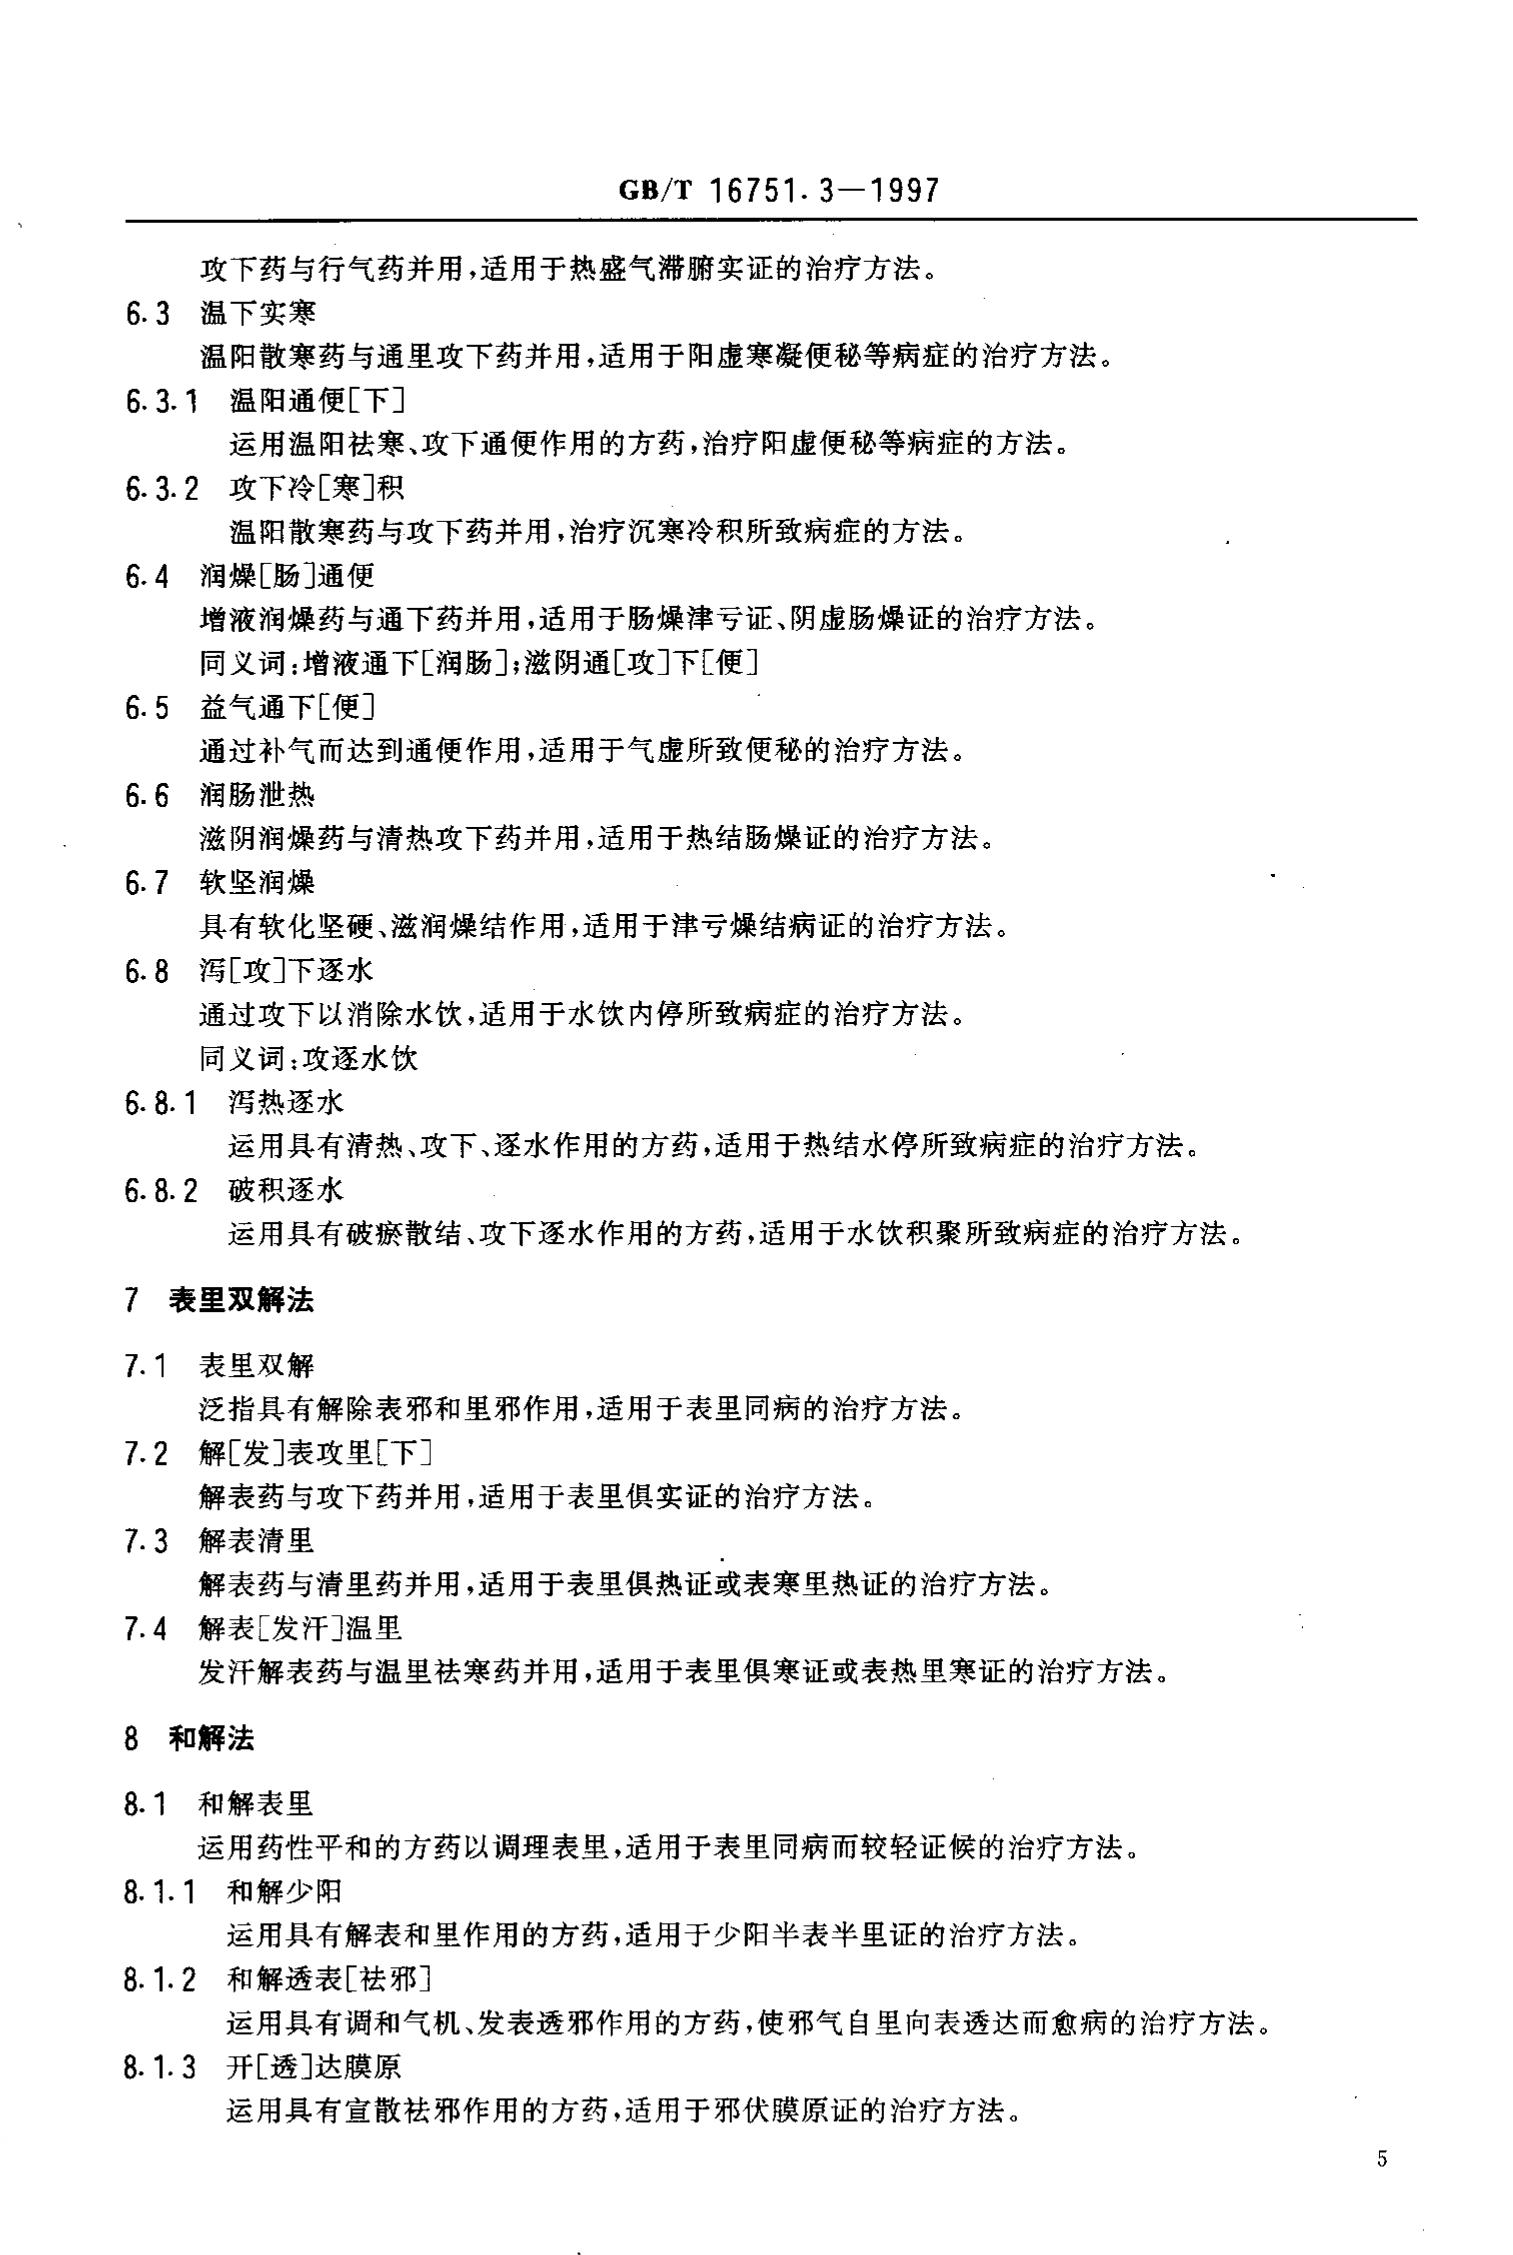 GB/T 16751.3—1997
攻下药与行气药并用,适用于热盛气滞腑实证的治疗方法。
6.3 温下实寒
温阳散寒药与通里攻下药并用,适用于阳虚寒凝便秘等病症的治疗方法。
6.3.1 温阳通便[下]
运用温阳祛寒、攻下通便作用的方药,治疗阳虚便秘等病症的方法。
6.3.2 攻下冷[寒]积
温阳散寒药与攻下药并用,治疗沉寒冷积所致病症的方法。
6.4 润燥[肠]通便
增液润燥药与通下药并用,适用于肠燥津亏证、阴虚肠燥证的治疗方法。
同义词:增液通下[润肠];滋阴通[攻]下[便]
6.5 益气通下[便]
通过补气而达到通便作用,适用于气虚所致便秘的治疗方法。
6.6 润肠泄热
滋阴润燥药与清热攻下药并用,适用于热结肠燥证的治疗方法。
6.7 软坚润燥
具有软化坚硬、滋润燥结作用,适用于津亏燥结病证的治疗方法。
6.8 泻[攻]下逐水
通过攻下以消除水饮,适用于水饮内停所致病症的治疗方法。
同义词:攻逐水饮
6.8.1 泻热逐水
运用具有清热、攻下、逐水作用的方药,适用于热结水停所致病症的治疗方法。
6.8.2 破积逐水
运用具有破瘀散结、攻下逐水作用的方药,适用于水饮积聚所致病症的治疗方法。
7 表里双解法
7.1 表里双解
泛指具有解除表邪和里邪作用,适用于表里同病的治疗方法。
7.2 解[发]表攻里[下]
解表药与攻下药并用,适用于表里俱实证的治疗方法。
7.3 解表清里
解表药与清里药并用,适用于表里俱热证或表寒里热证的治疗方法。
7.4 解表[发汗]温里
发汗解表药与温里祛寒药并用,适用于表里俱寒证或表热里寒证的治疗方法。
8 和解法
8.1 和解表里
运用药性平和的方药以调理表里,适用于表里同病而较轻证候的治疗方法。
8.1.1 和解少阳
运用具有解表和里作用的方药,适用于少阳半表半里证的治疗方法。
8.1.2 和解透表[祛邪]
运用具有调和气机、发表透邪作用的方药,使邪气自里向表透达而愈病的治疗方法。
8.1.3 开[透]达膜原
运用具有宣散祛邪作用的方药,适用于邪伏膜原证的治疗方法。
5